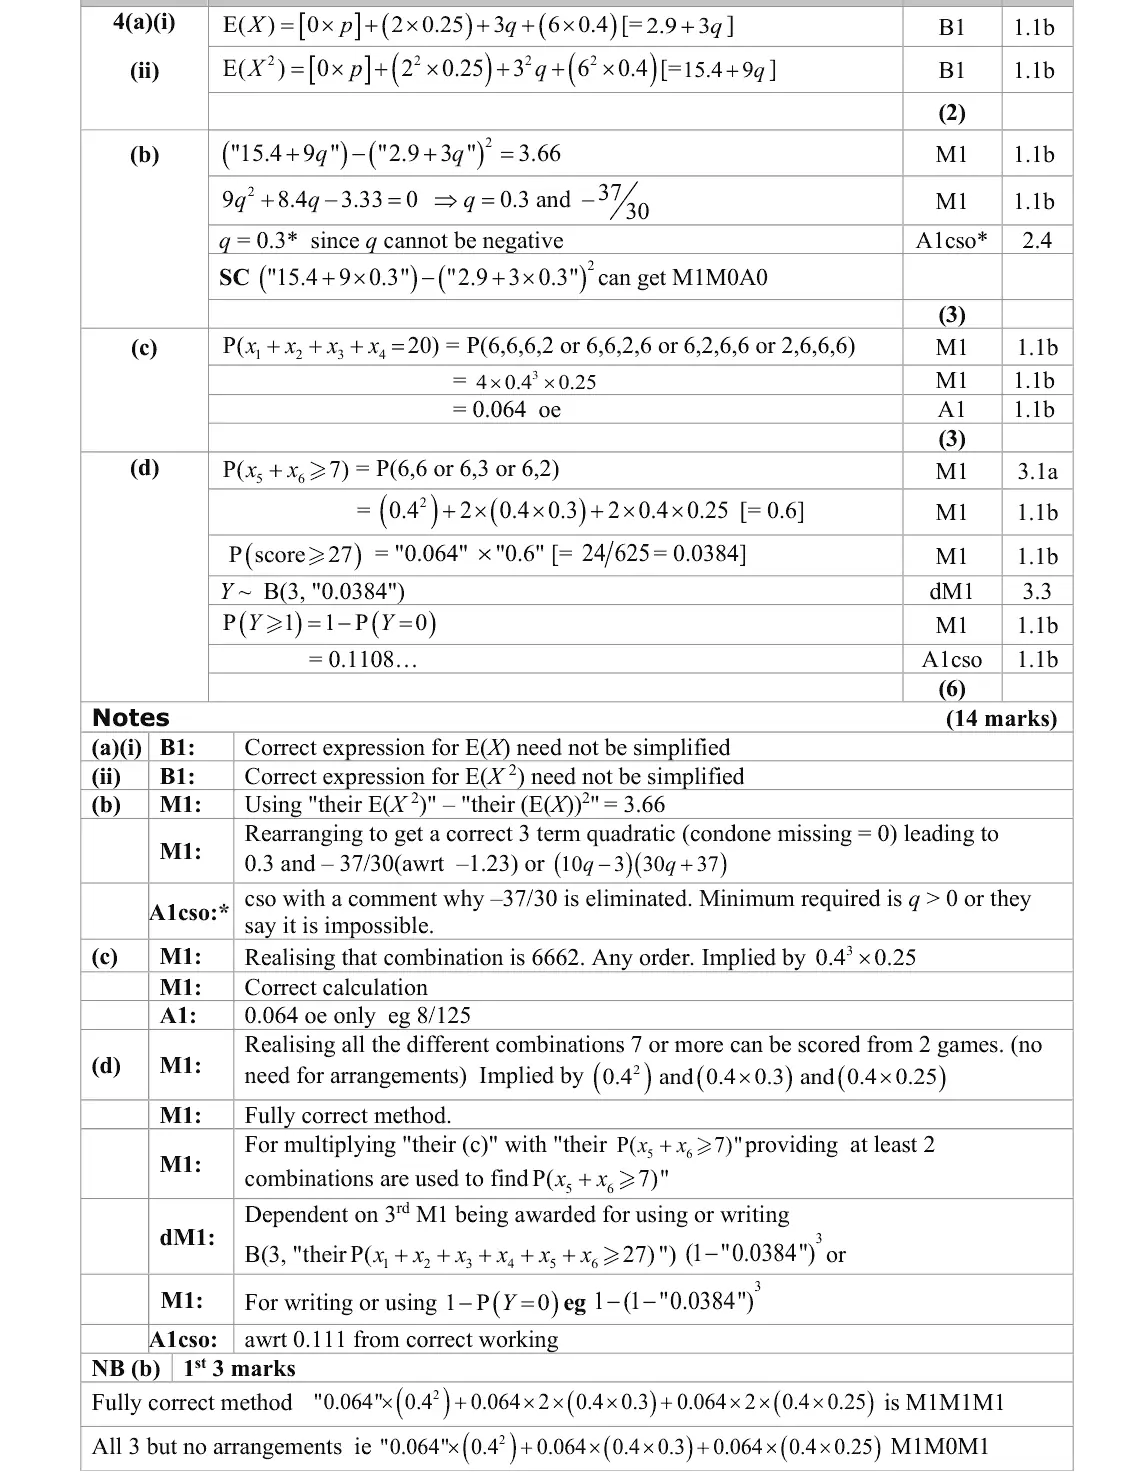 4(a)(i) E(X) = [0× p] + (2×0.25) + 3q + (6×0.4) [= 2.9 + 3q] B1 1.1b
(ii) E(X²) = [0× p] + (2² ×0.25) + 3²q + (6² ×0.4) [=15.4 + 9q] B1 1.1b
(2)
(b) ("15.4 + 9q") − ("2.9 + 3q")² = 3.66 M1 1.1b
9q² + 8.4q − 3.33 = 0 ⇒ q = 0.3 and −37/30 M1 1.1b
q = 0.3* since q cannot be negative A1cso* 2.4
SC ("15.4 + 9×0.3") − ("2.9 + 3×0.3")² can get M1M0A0
(3)
(c) P(x₁ + x₂ + x₃ + x₄ = 20) = P(6,6,6,2 or 6,6,2,6 or 6,2,6,6 or 2,6,6,6) M1 1.1b
= 4×0.4³ ×0.25 M1 1.1b
= 0.064 oe A1 1.1b
(3)
(d) P(x₅ + x₆ ⩾ 7) = P(6,6 or 6,3 or 6,2) M1 3.1a
= (0.4²) + 2×(0.4×0.3) + 2×0.4×0.25 [= 0.6] M1 1.1b
P(score ⩾ 27) = "0.064" ×"0.6" [= 24/625 = 0.0384] M1 1.1b
Y ~ B(3, "0.0384") dM1 3.3
P(Y ⩾ 1) = 1 − P(Y = 0) M1 1.1b
= 0.1108… A1cso 1.1b
(6)
Notes (14 marks)
(a)(i) B1: Correct expression for E(X) need not be simplified
(ii) B1: Correct expression for E(X²) need not be simplified
(b) M1: Using "their E(X²)" – "their (E(X))²" = 3.66
M1: Rearranging to get a correct 3 term quadratic (condone missing = 0) leading to
0.3 and – 37/30(awrt –1.23) or (10q − 3)(30q + 37)
A1cso:* cso with a comment why –37/30 is eliminated. Minimum required is q > 0 or they
say it is impossible.
(c) M1: Realising that combination is 6662. Any order. Implied by 0.4³ ×0.25
M1: Correct calculation
A1: 0.064 oe only eg 8/125
(d) M1: Realising all the different combinations 7 or more can be scored from 2 games. (no
need for arrangements) Implied by (0.4²) and (0.4×0.3) and (0.4×0.25)
M1: Fully correct method.
M1: For multiplying "their (c)" with "their P(x₅ + x₆ ⩾ 7)" providing at least 2
combinations are used to find P(x₅ + x₆ ⩾ 7)"
dM1: Dependent on 3rd M1 being awarded for using or writing
B(3, "their P(x₁ + x₂ + x₃ + x₄ + x₅ + x₆ ⩾ 27)") (1−"0.0384")³ or
M1: For writing or using 1 − P(Y = 0) eg 1−(1−"0.0384")³
A1cso: awrt 0.111 from correct working
NB (b) 1st 3 marks
Fully correct method "0.064"×(0.4²) + 0.064×2×(0.4×0.3) + 0.064×2×(0.4×0.25) is M1M1M1
All 3 but no arrangements ie "0.064"×(0.4²) + 0.064×(0.4×0.3) + 0.064×(0.4×0.25) M1M0M1